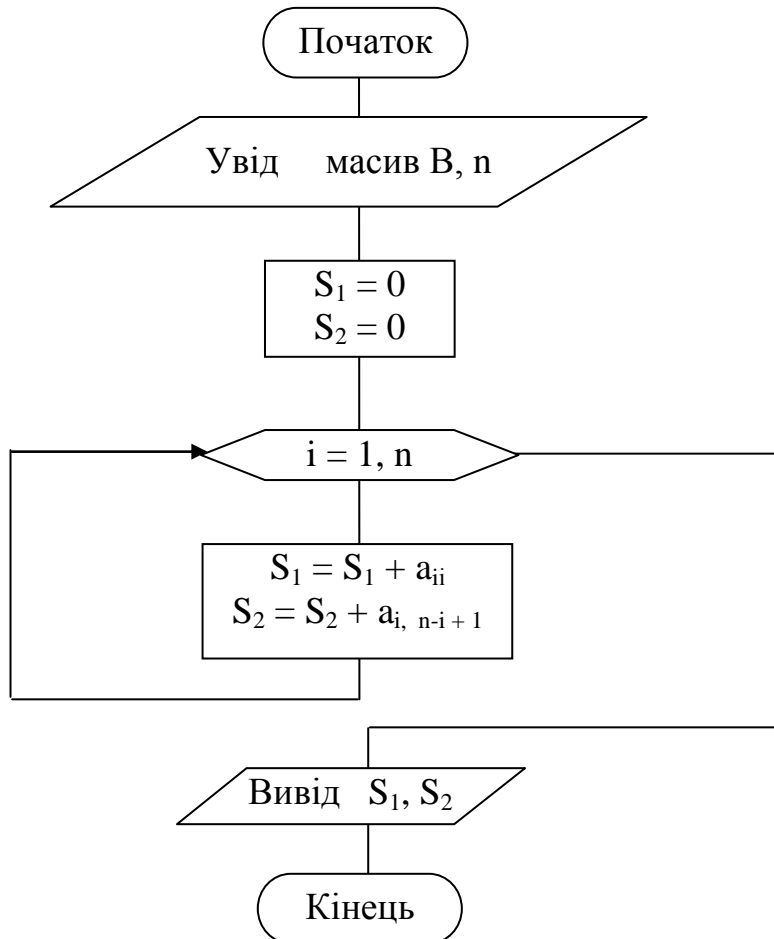 Початок
Увід масив В, n
S₁ = 0
S₂ = 0
i = 1, n
S₁ = S₁ + aᵢᵢ
S₂ = S₂ + aᵢ, ₙ₋ᵢ ₊ ₁
Вивід S₁, S₂
Кінець